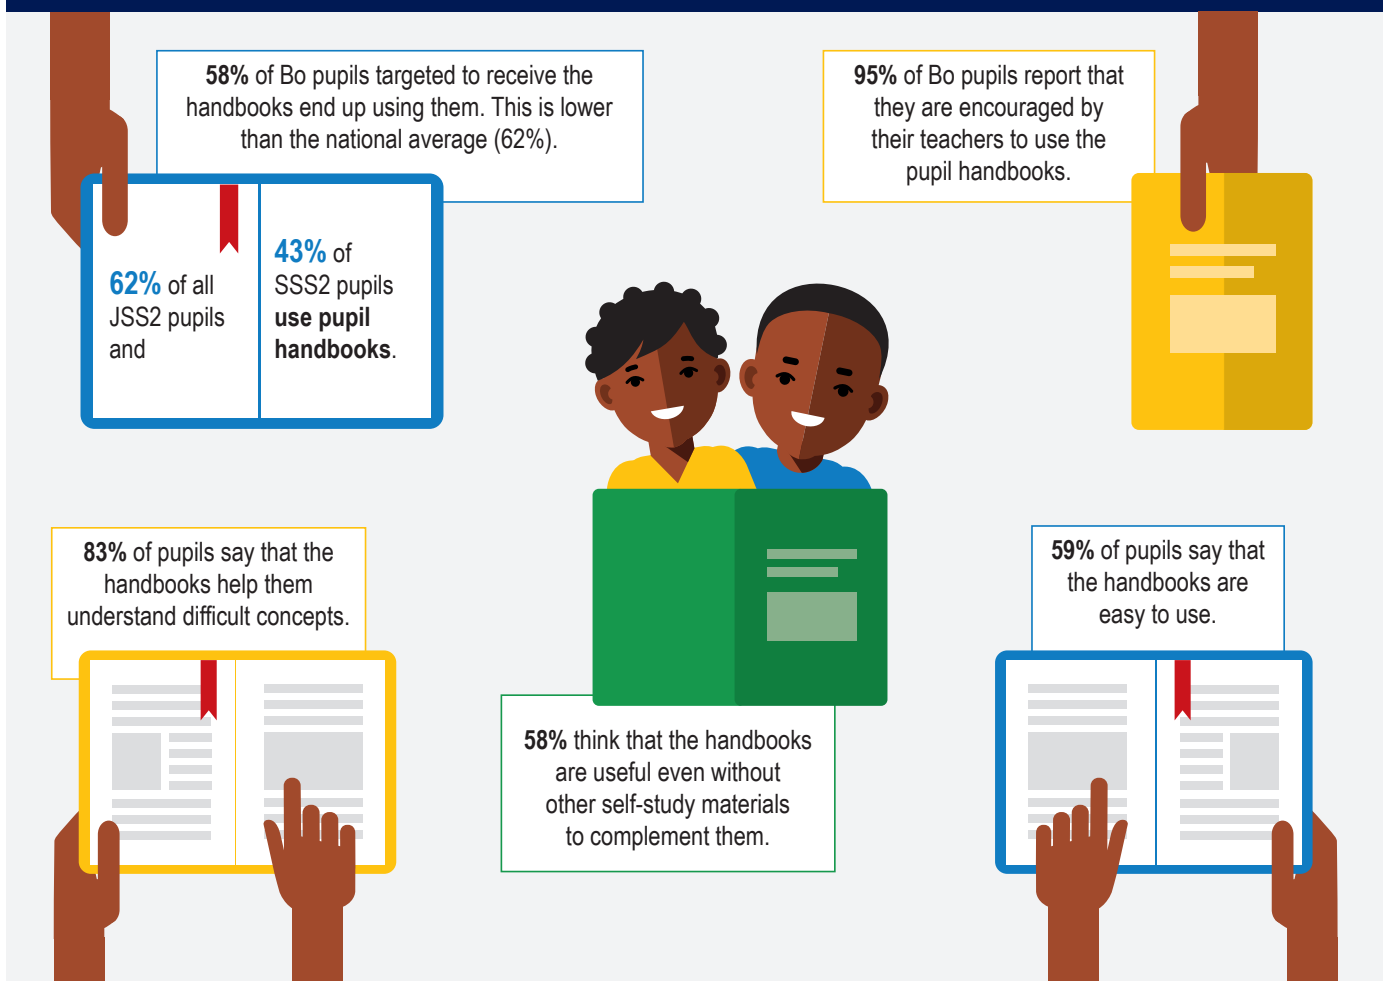 58% of Bo pupils targeted to receive the
handbooks end up using them. This is lower
than the national average (62%).
95% of Bo pupils report that
they are encouraged by
their teachers to use the
pupil handbooks.
62% of all
JSS2 pupils
and
43% of
SSS2 pupils
use pupil
handbooks.
83% of pupils say that the
handbooks help them
understand difficult concepts.
59% of pupils say that
the handbooks are
easy to use.
58% think that the handbooks
are useful even without
other self-study materials
to complement them.